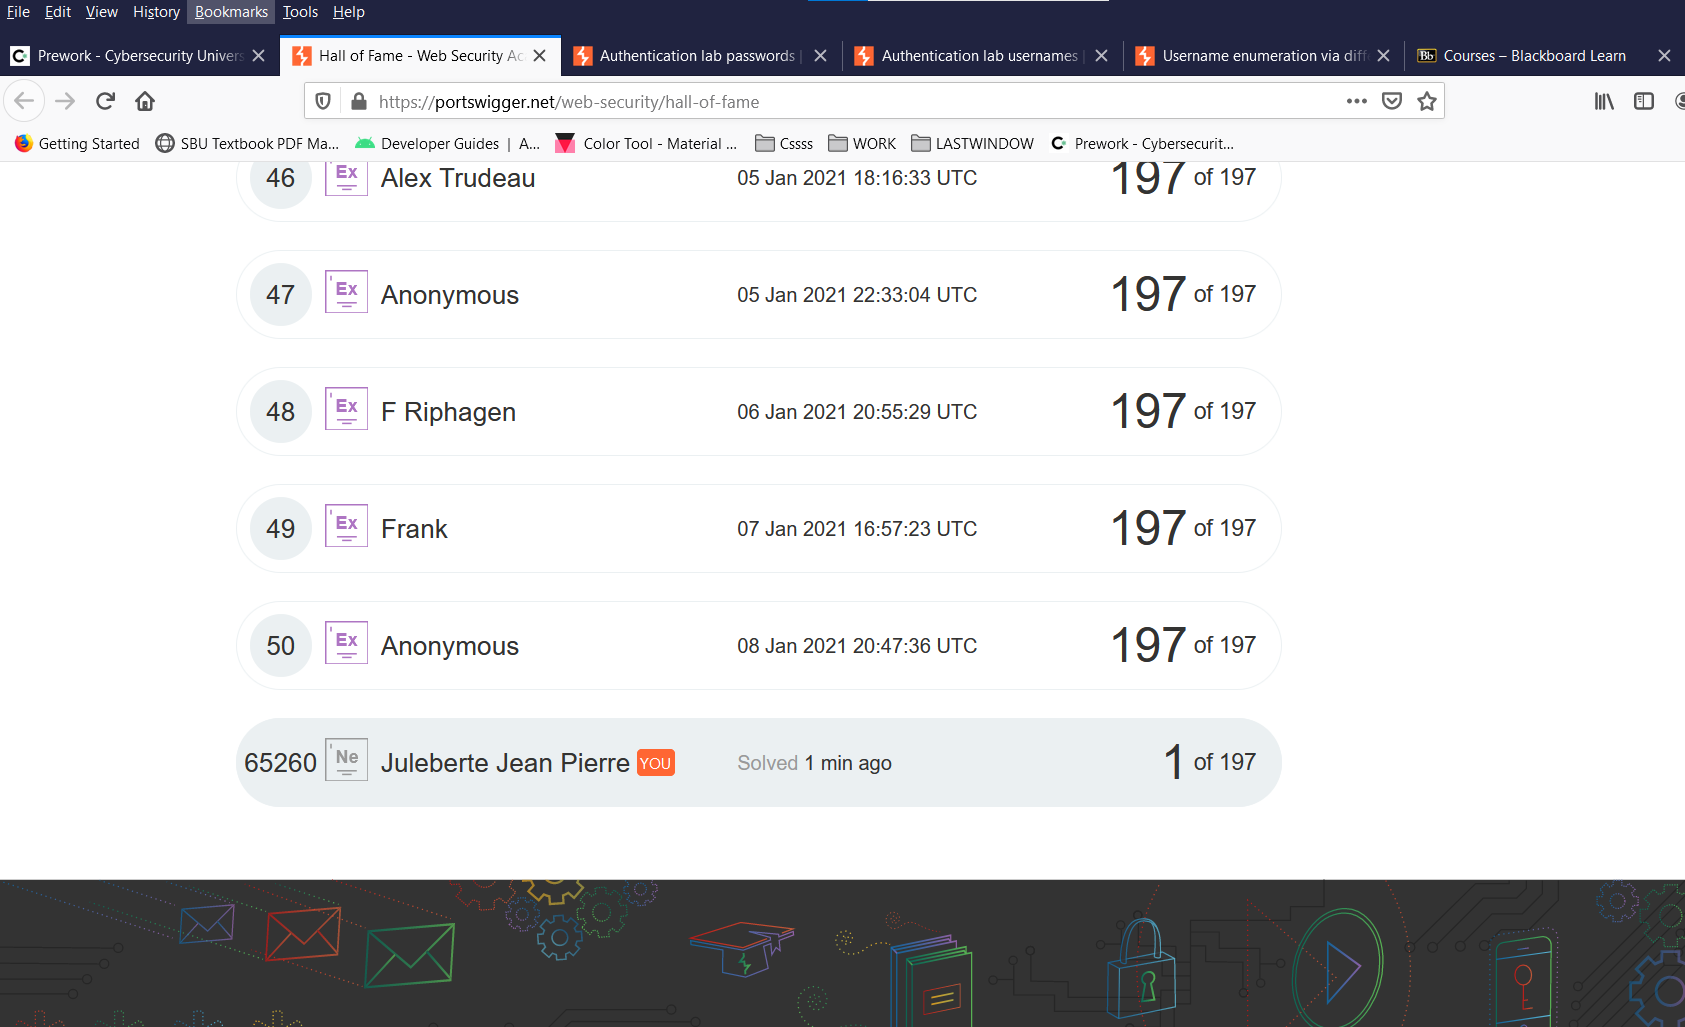 File Edit View History Bookmarks Tools Help
Prework - Cybersecurity Univers Hall of Fame - Web Security Ac Authentication lab passwords | Authentication lab usernames | Username enumeration via diffe Bb Courses – Blackboard Learn
https://portswigger.net/web-security/hall-of-fame
Getting Started SBU Textbook PDF Ma... Developer Guides | A... Color Tool - Material ... Cssss WORK LASTWINDOW Prework - Cybersecurit...
46 Ex Alex Trudeau 05 Jan 2021 18:16:33 UTC 197 of 197
47 Ex Anonymous 05 Jan 2021 22:33:04 UTC 197 of 197
48 Ex F Riphagen 06 Jan 2021 20:55:29 UTC 197 of 197
49 Ex Frank 07 Jan 2021 16:57:23 UTC 197 of 197
50 Ex Anonymous 08 Jan 2021 20:47:36 UTC 197 of 197
65260 Ne Juleberte Jean Pierre YOU Solved 1 min ago 1 of 197